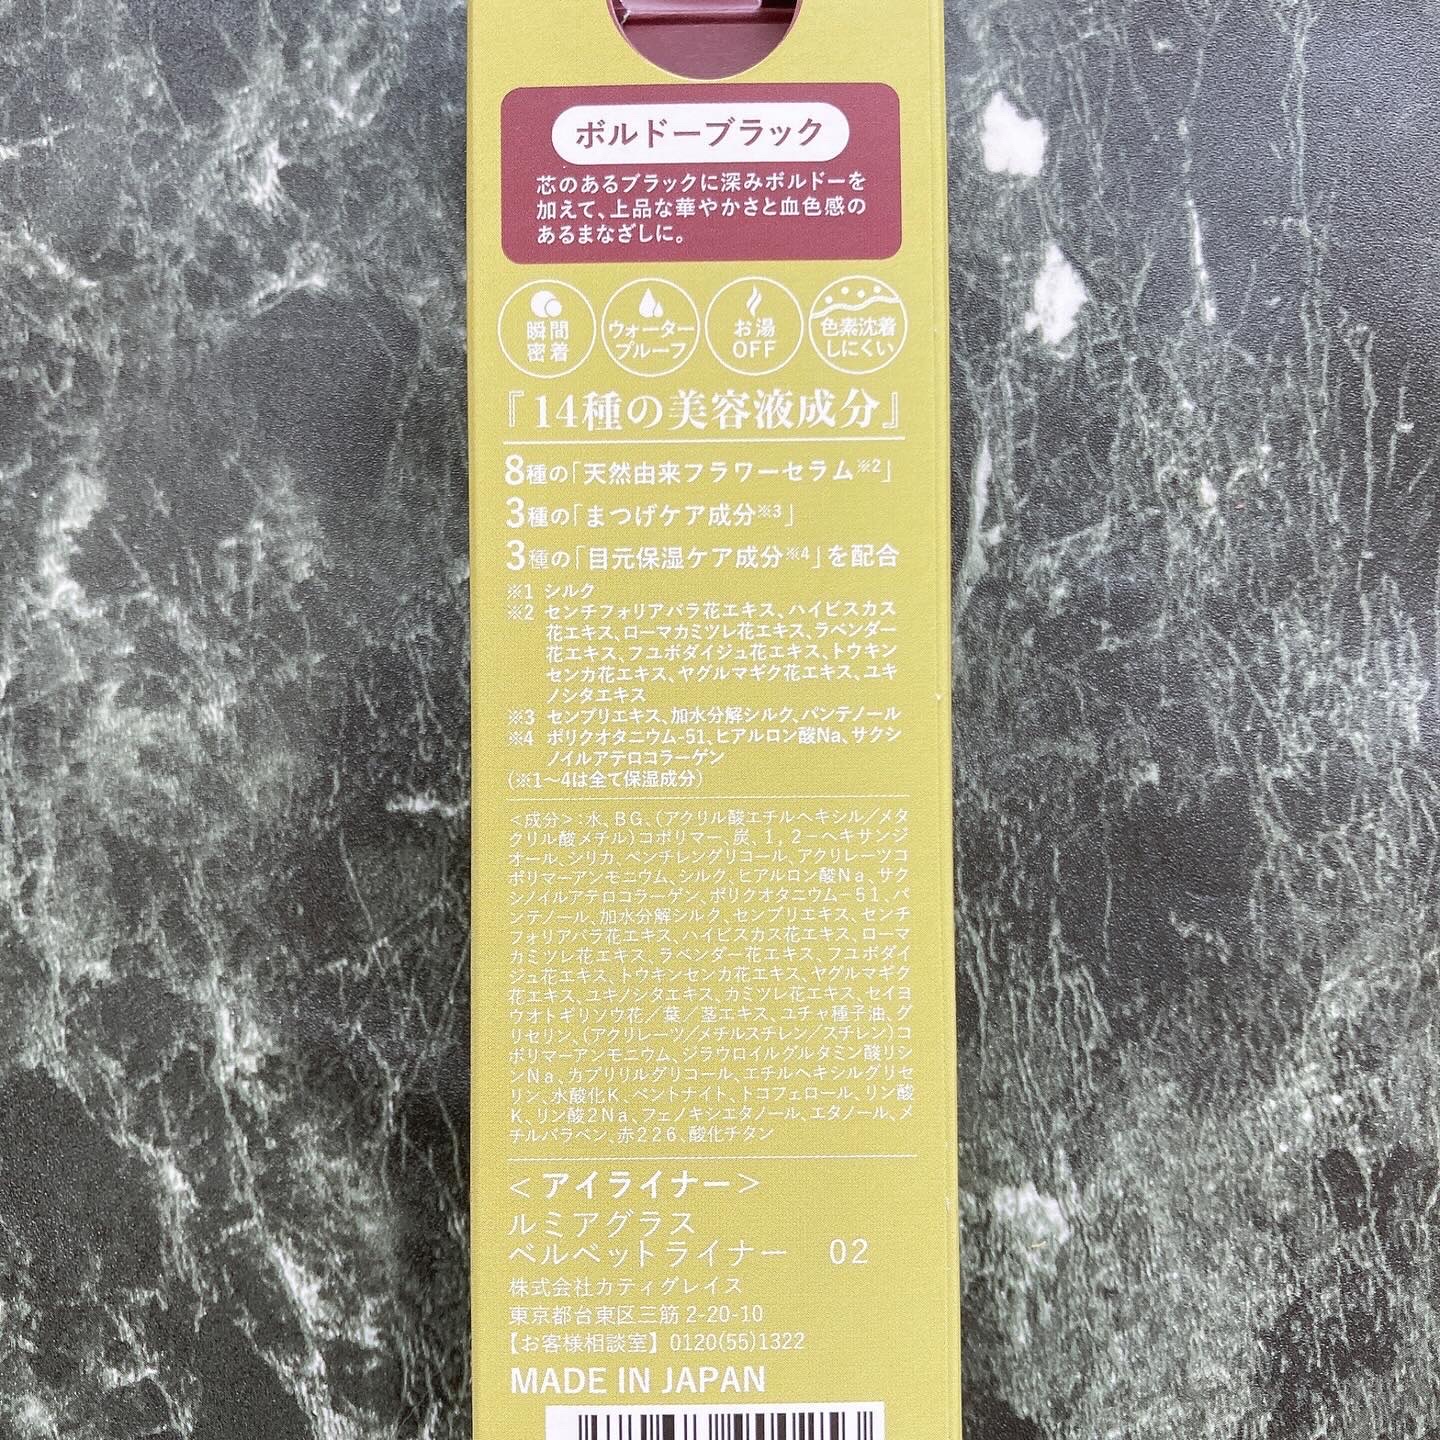 ボルドーブラック
芯のあるブラックに深みボルドーを
加えて、上品な華やかさと血色感の
あるまなざしに。
瞬間
密着
ウォーター
プルーフ
お湯
OFF
色素沈着
しにくい
『14種の美容液成分』
8種の「天然由来フラワーセラム※2」
3種の「まつげケア成分※3」
3種の「目元保湿ケア成分※4」を配合
※1 シルク
※2 センチフォリアバラ花エキス、ハイビスカス
花エキス、ローマカミツレ花エキス、ラベンダー
花エキス、フユボダイジュ花エキス、トウキン
センカ花エキス、ヤグルマギク花エキス、ユキ
ノシタエキス
※3 センブリエキス、加水分解シルク、パンテノール
※4 ポリクオタニウム-51、ヒアルロン酸Na、サクシ
ノイルアテロコラーゲン
(※1〜4は全て保湿成分)
<成分>:水、BG、(アクリル酸エチルヘキシル/メタ
クリル酸メチル)コポリマー、炭、1,2-ヘキサンジ
オール、シリカ、ペンチレングリコール、アクリレーツコ
ポリマーアンモニウム、シルク、ヒアルロン酸Na、サク
シノイルアテロコラーゲン、ポリクオタニウム-51、パ
ンテノール、加水分解シルク、センブリエキス、センチ
フォリアバラ花エキス、ハイビスカス花エキス、ローマ
カミツレ花エキス、ラベンダー花エキス、フユボダイ
ジュ花エキス、トウキンセンカ花エキス、ヤグルマギク
花エキス、ユキノシタエキス、カミツレ花エキス、セイヨ
ウオトギリソウ花/葉/茎エキス、ユチャ種子油、グ
リセリン、(アクリレーツ/メチルスチレン/スチレン)コ
ポリマーアンモニウム、ジラウロイルグルタミン酸リシ
ンNa、カプリリルグリコール、エチルヘキシルグリセ
リン、水酸化K、ベントナイト、トコフェロール、リン酸
K、リン酸2Na、フェノキシエタノール、エタノール、メ
チルパラベン、赤226、酸化チタン
<アイライナー>
ルミアグラス
ベルベットライナー 02
株式会社カティグレイス
東京都台東区三筋2-20-10
【お客様相談室】0120(55)1322
MADE IN JAPAN